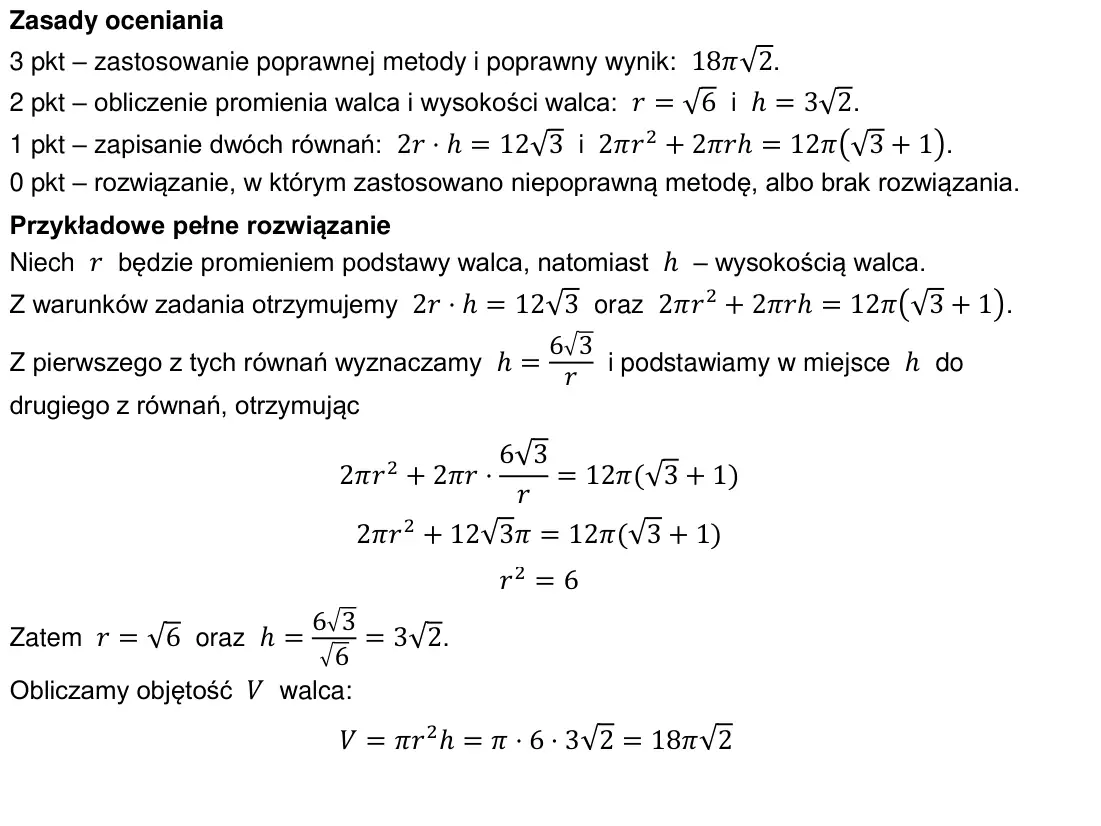 Zasady oceniania
3 pkt – zastosowanie poprawnej metody i poprawny wynik: 18π√2.
2 pkt – obliczenie promienia walca i wysokości walca: r = √6 i h = 3√2.
1 pkt – zapisanie dwóch równań: 2r · h = 12√3 i 2πr² + 2πrh = 12π(√3 + 1).
0 pkt – rozwiązanie, w którym zastosowano niepoprawną metodę, albo brak rozwiązania.
Przykładowe pełne rozwiązanie
Niech r będzie promieniem podstawy walca, natomiast h – wysokością walca.
Z warunków zadania otrzymujemy 2r · h = 12√3 oraz 2πr² + 2πrh = 12π(√3 + 1).
Z pierwszego z tych równań wyznaczamy h = 6√3/r i podstawiamy w miejsce h do
drugiego z równań, otrzymując
2πr² + 2πr · 6√3/r = 12π(√3 + 1)
2πr² + 12√3π = 12π(√3 + 1)
r² = 6
Zatem r = √6 oraz h = 6√3/√6 = 3√2.
Obliczamy objętość V walca:
V = πr²h = π · 6 · 3√2 = 18π√2